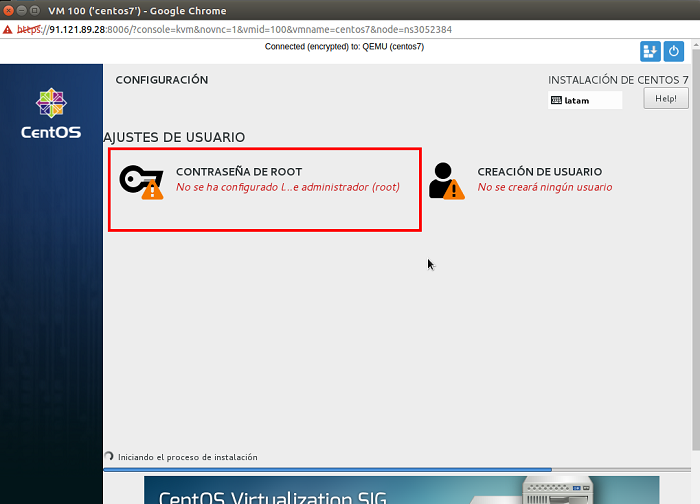 VM 100 ('centos7') - Google Chrome
https://91.121.89.28:8006/?console=kvm&novnc=1&vmid=100&vmname=centos7&node=ns3052384
Connected (encrypted) to: QEMU (centos7)
CONFIGURACIÓN
INSTALACIÓN DE CENTOS 7
latam
Help!
CentOS
AJUSTES DE USUARIO
CONTRASEÑA DE ROOT
No se ha configurado l...e administrador (root)
CREACIÓN DE USUARIO
No se creará ningún usuario
Iniciando el proceso de instalación
CentOS Virtualization SIG